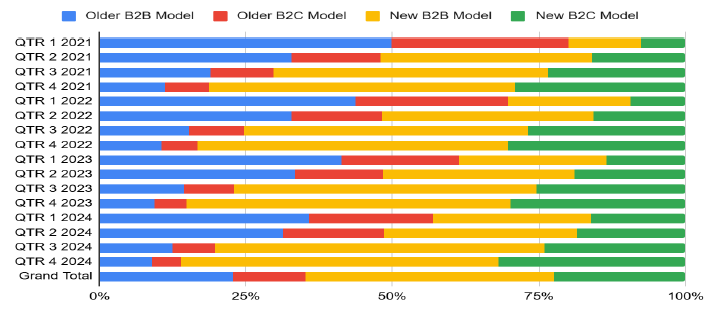 Older B2B Model Older B2C Model New B2B Model New B2C Model
QTR 1 2021
QTR 2 2021
QTR 3 2021
QTR 4 2021
QTR 1 2022
QTR 2 2022
QTR 3 2022
QTR 4 2022
QTR 1 2023
QTR 2 2023
QTR 3 2023
QTR 4 2023
QTR 1 2024
QTR 2 2024
QTR 3 2024
QTR 4 2024
Grand Total
0% 25% 50% 75% 100%